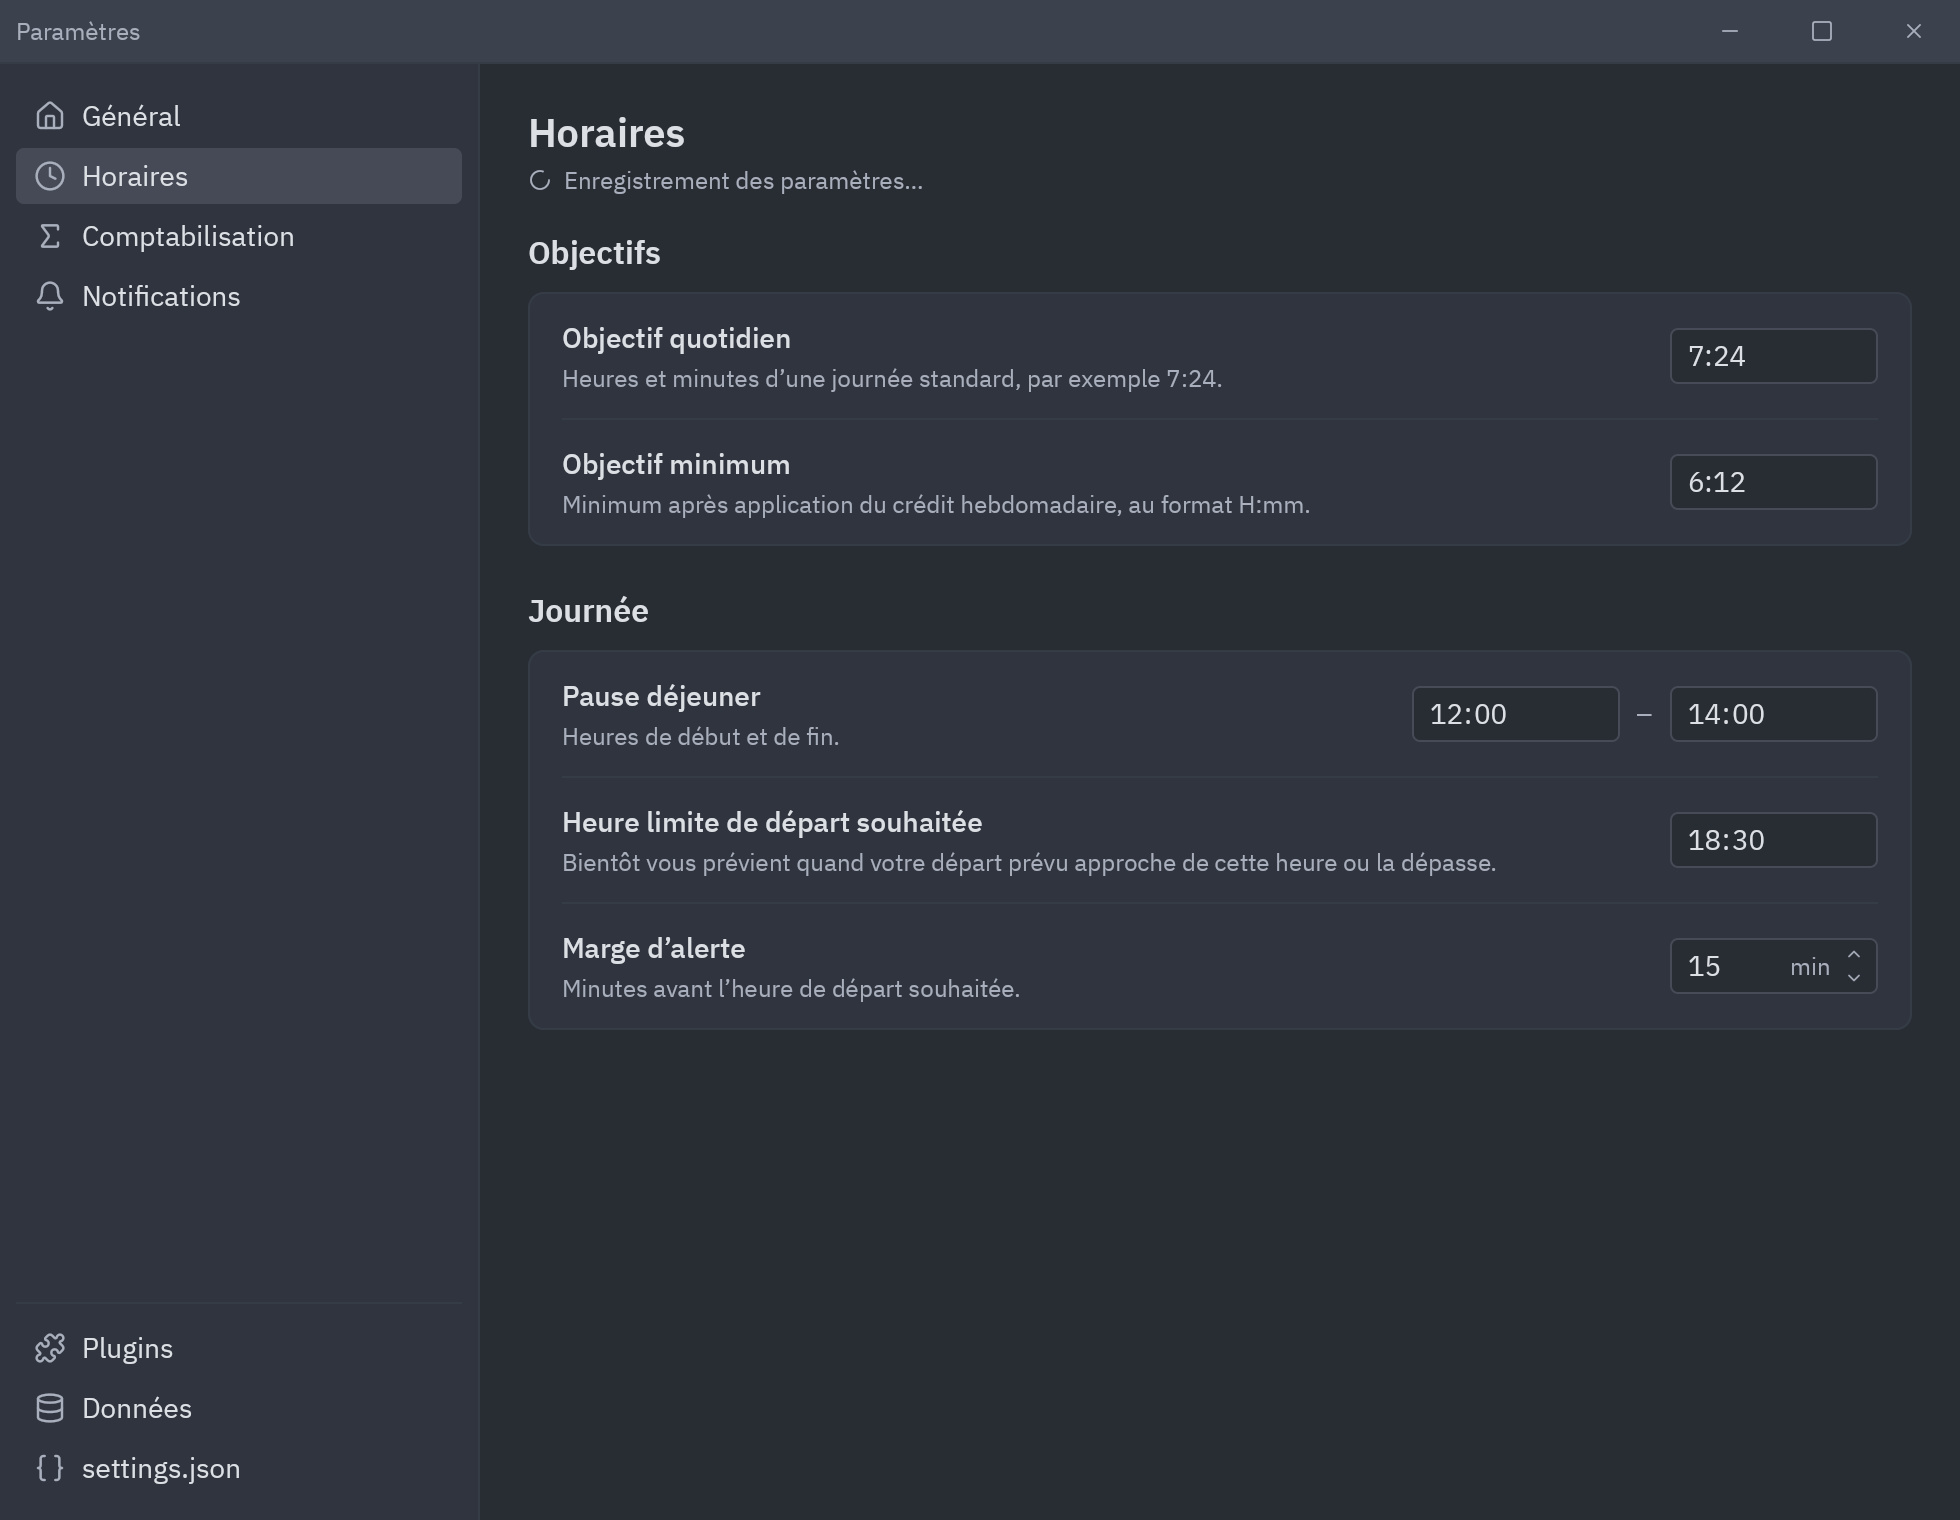 Paramètres
Général
Horaires
Comptabilisation
Notifications
Plugins
Données
settings.json
Horaires
Enregistrement des paramètres...
Objectifs
Objectif quotidien
Heures et minutes d’une journée standard, par exemple 7:24.
7:24
Objectif minimum
Minimum après application du crédit hebdomadaire, au format H:mm.
6:12
Journée
Pause déjeuner
Heures de début et de fin.
12:00 – 14:00
Heure limite de départ souhaitée
Bientôt vous prévient quand votre départ prévu approche de cette heure ou la dépasse.
18:30
Marge d’alerte
Minutes avant l’heure de départ souhaitée.
15 min